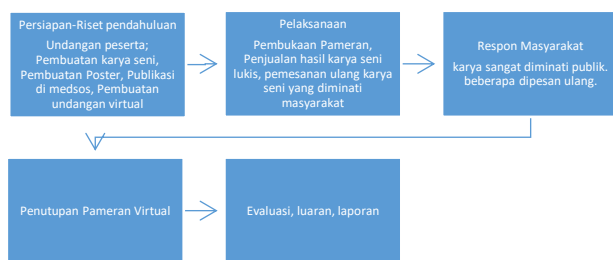 Persiapan-Riset pendahuluan
Undangan peserta;
Pembuatan karya seni,
Pembuatan Poster, Publikasi
di medsos, Pembuatan
undangan virtual
Pelaksanaan
Pembukaan Pameran,
Penjualan hasil karya seni
lukis, pemesanan ulang karya
seni yang diminati
masyarakat
Respon Masyarakat
karya sangat diminati publik.
beberapa dipesan ulang.
Penutupan Pameran Virtual
Evaluasi, luaran, laporan